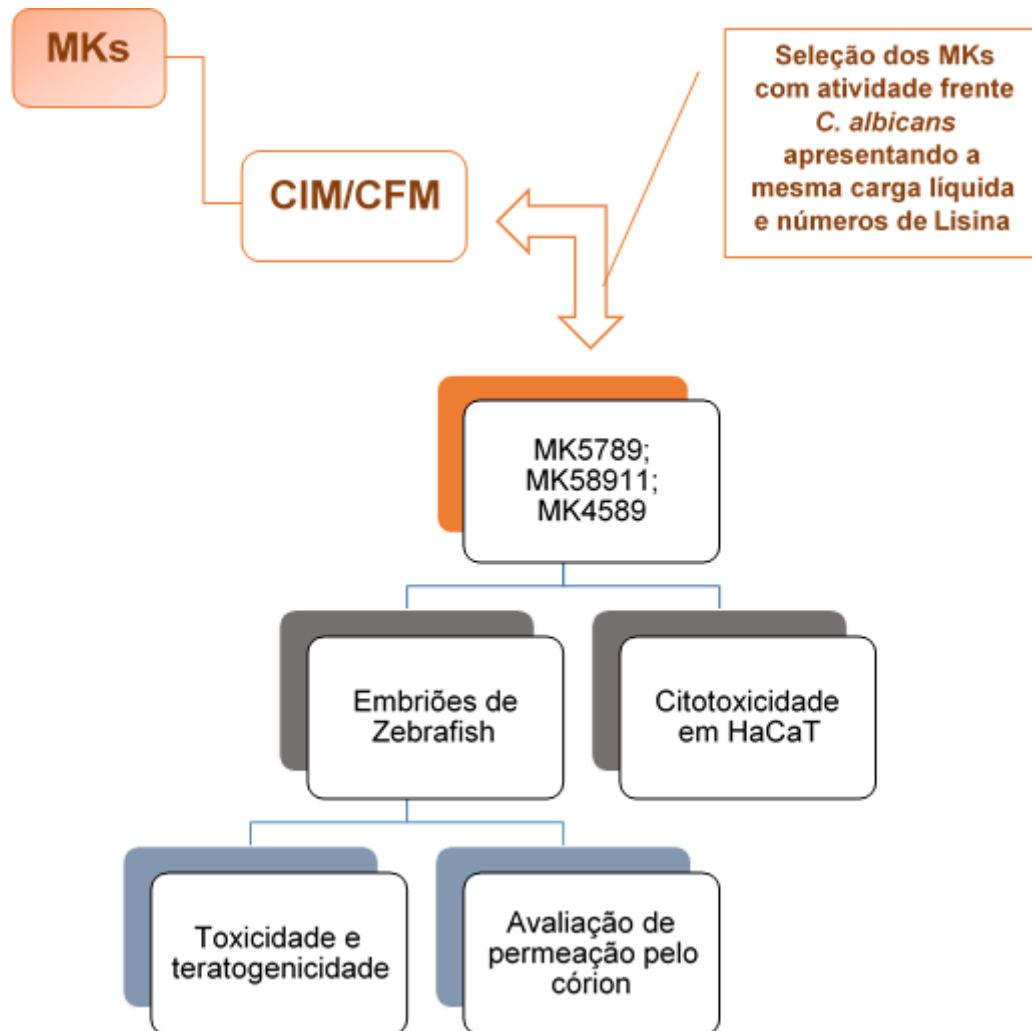 MKs
Seleção dos MKs
com atividade frente
C. albicans
apresentando a
mesma carga líquida
e números de Lisina
CIM/CFM
MK5789;
MK58911;
MK4589
Embriões de
Zebrafish
Citotoxicidade
em HaCaT
Toxicidade e
teratogenicidade
Avaliação de
permeação pelo
córion